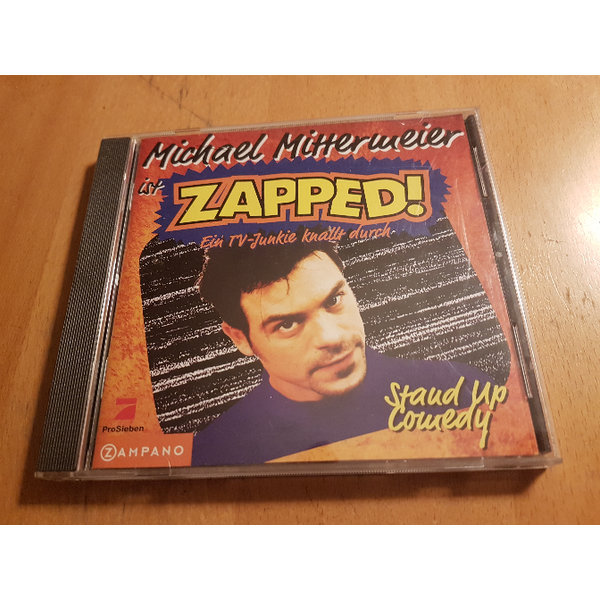 Michael Mittermeier
ist
ZAPPED!
Ein TV-Junkie knallt durch
Stand Up
Comedy
ProSieben
ZAMPANO